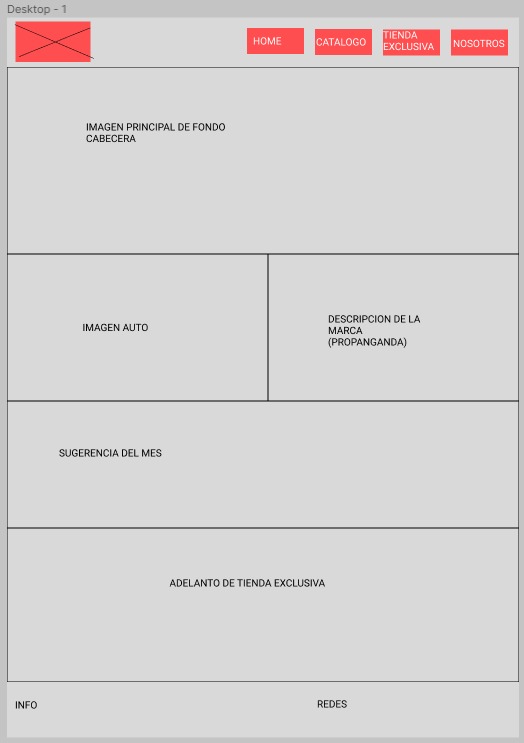 Desktop - 1
HOME
CATALOGO
TIENDA
EXCLUSIVA
NOSOTROS
IMAGEN PRINCIPAL DE FONDO
CABECERA
IMAGEN AUTO
DESCRIPCION DE LA
MARCA
(PROPANGANDA)
SUGERENCIA DEL MES
ADELANTO DE TIENDA EXCLUSIVA
INFO
REDES